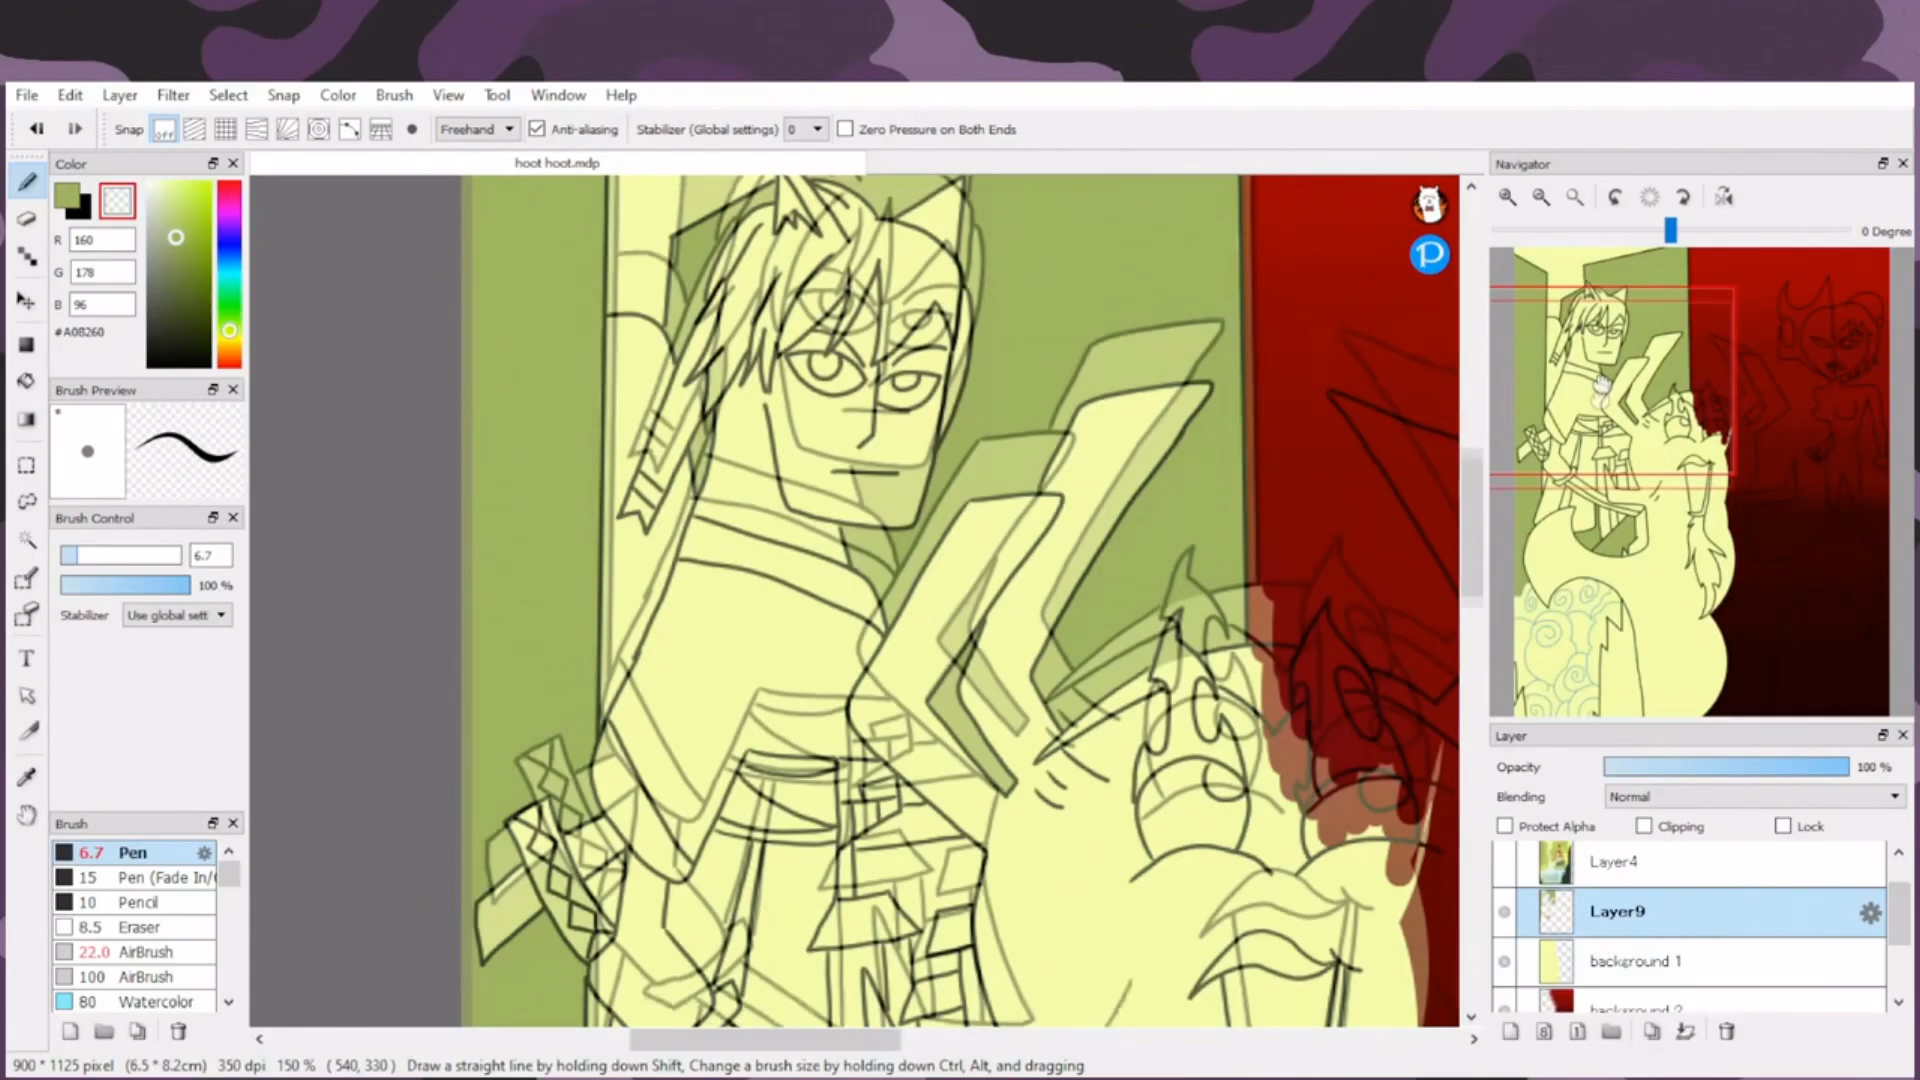 File Edit Layer Filter Select Snap Color Brush View Tool Window Help
Snap off Freehand Anti-aliasing Stabilizer (Global settings) 0 Zero Pressure on Both Ends
Color
hoot hoot.mdp
Navigator
R 160
G 178
B 96
#A0B260
0 Degree
P
Brush Preview
*
Brush Control
6.7
100 %
Stabilizer Use global sett
Brush
6.7 Pen
15 Pen (Fade In/
10 Pencil
8.5 Eraser
22.0 AirBrush
100 AirBrush
80 Watercolor
T
Layer
Opacity 100 %
Blending Normal
Protect Alpha Clipping Lock
Layer4
Layer9
background 1
background 2
8 1
900 * 1125 pixel (6.5 * 8.2cm) 350 dpi 150 % ( 540, 330 ) Draw a straight line by holding down Shift, Change a brush size by holding down Ctrl, Alt, and dragging